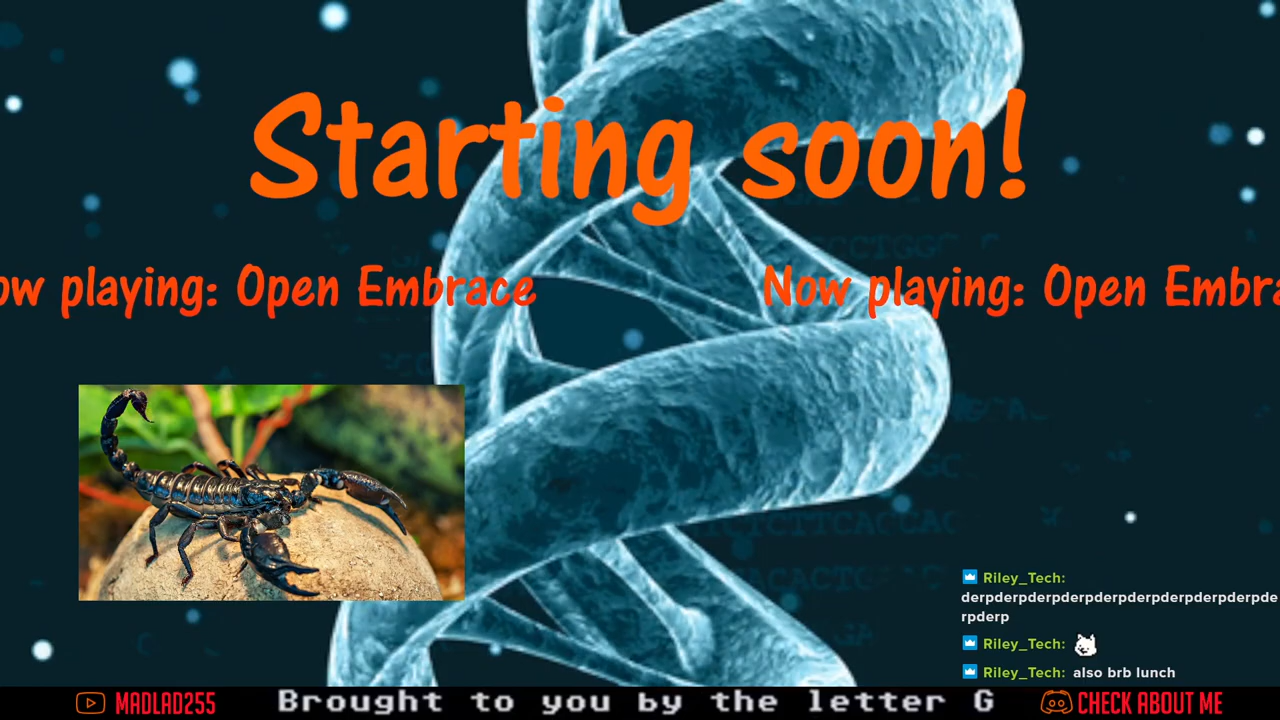 Starting soon!
ow playing: Open Embrace Now playing: Open Embra
Riley_Tech:
derpderpderpderpderpderpderpderpderpde
rpderp
Riley_Tech:
Riley_Tech: also brb lunch
MADLAD255 Brought to you by the letter G CHECK ABOUT ME